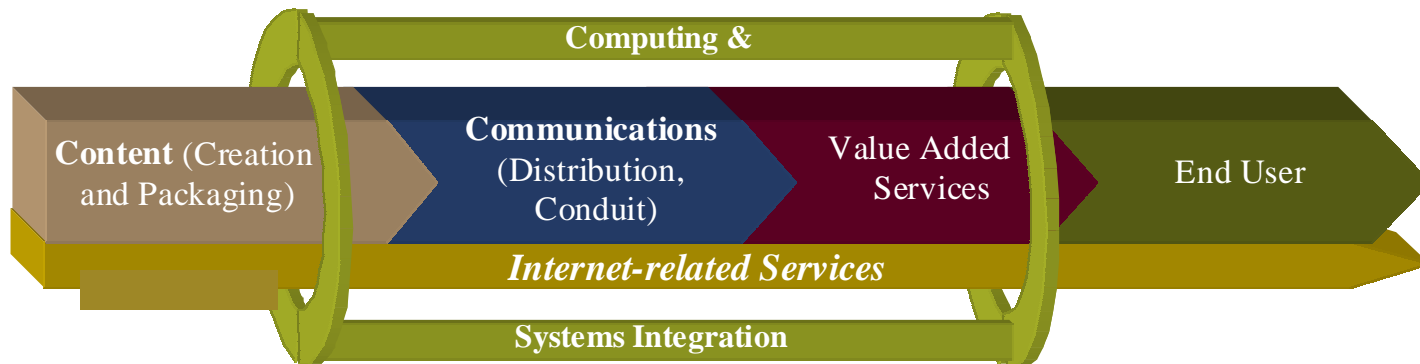 Computing &
Content (Creation
and Packaging)
Communications
(Distribution,
Conduit)
Value Added
Services
End User
Internet-related Services
Systems Integration